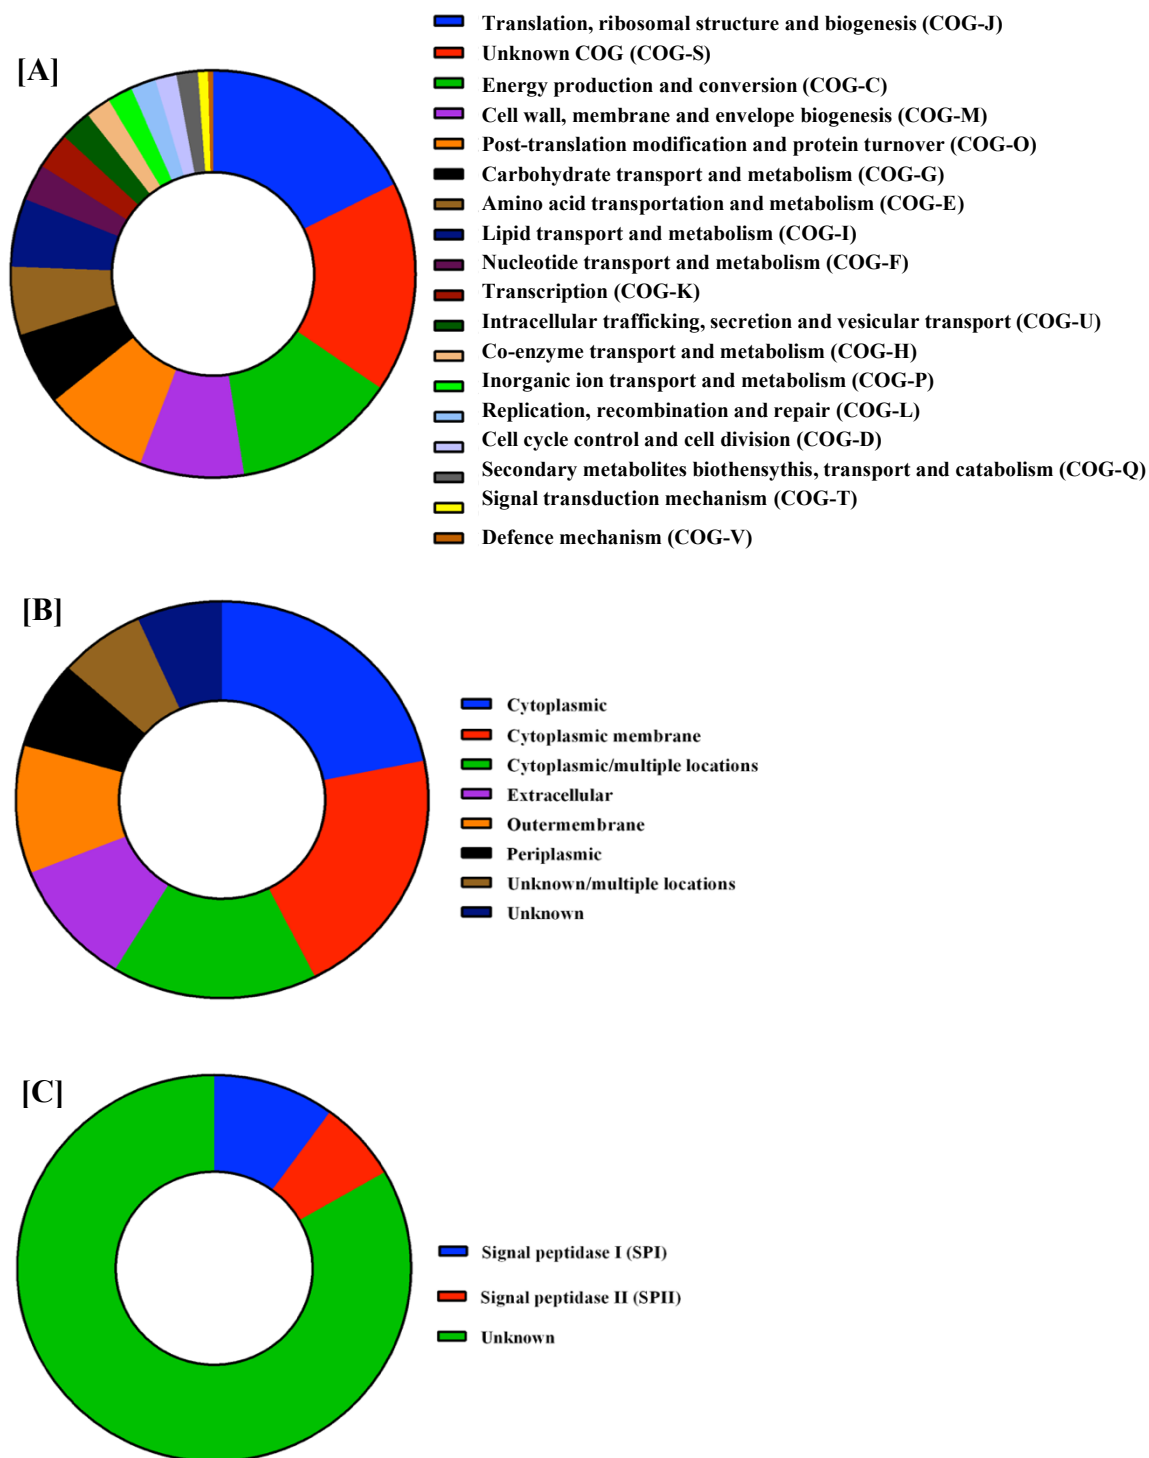 [A]
Translation, ribosomal structure and biogenesis (COG-J)
Unknown COG (COG-S)
Energy production and conversion (COG-C)
Cell wall, membrane and envelope biogenesis (COG-M)
Post-translation modification and protein turnover (COG-O)
Carbohydrate transport and metabolism (COG-G)
Amino acid transportation and metabolism (COG-E)
Lipid transport and metabolism (COG-I)
Nucleotide transport and metabolism (COG-F)
Transcription (COG-K)
Intracellular trafficking, secretion and vesicular transport (COG-U)
Co-enzyme transport and metabolism (COG-H)
Inorganic ion transport and metabolism (COG-P)
Replication, recombination and repair (COG-L)
Cell cycle control and cell division (COG-D)
Secondary metabolites biothensythis, transport and catabolism (COG-Q)
Signal transduction mechanism (COG-T)
Defence mechanism (COG-V)
[B]
Cytoplasmic
Cytoplasmic membrane
Cytoplasmic/multiple locations
Extracellular
Outermembrane
Periplasmic
Unknown/multiple locations
Unknown
[C]
Signal peptidase I (SPI)
Signal peptidase II (SPII)
Unknown